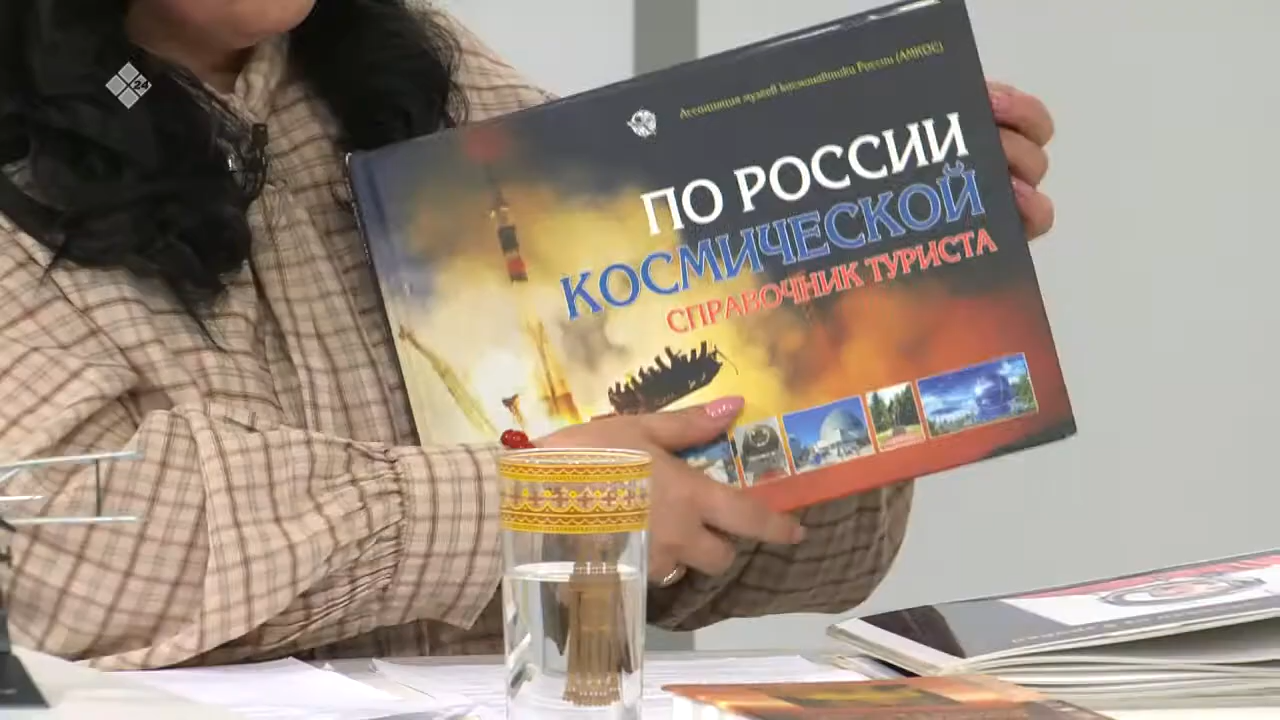 24
Ассоциация музеев космонавтики России (АМКОС)
ПО РОССИИ
КОСМИЧЕСКОЙ
СПРАВОЧНИК ТУРИСТА